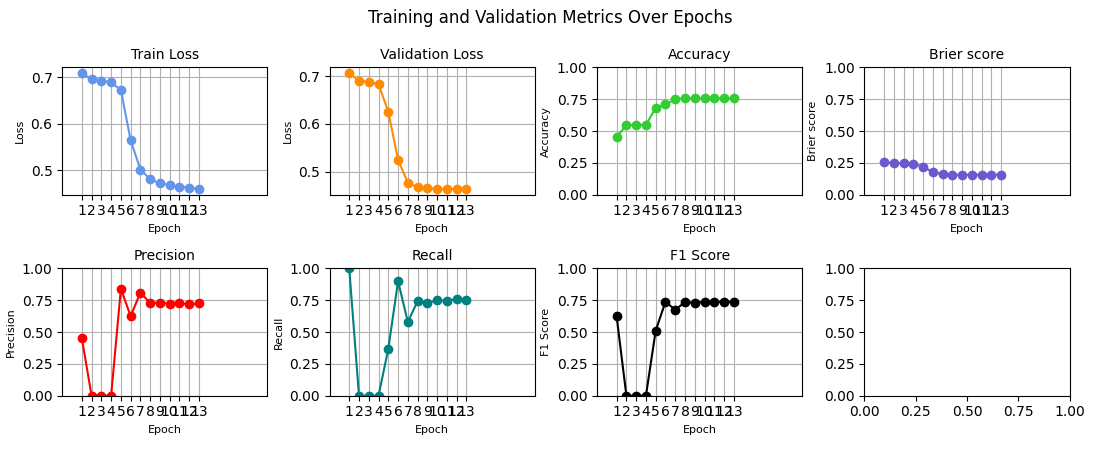 Training and Validation Metrics Over Epochs
Train Loss
Loss
0.7
0.6
0.5
1 2 3 4 5 6 7 8 9 10 11 12 13
Epoch
Validation Loss
Loss
0.7
0.6
0.5
1 2 3 4 5 6 7 8 9 10 11 12 13
Epoch
Accuracy
Accuracy
1.00
0.75
0.50
0.25
0.00
1 2 3 4 5 6 7 8 9 10 11 12 13
Epoch
Brier score
Brier score
1.00
0.75
0.50
0.25
0.00
1 2 3 4 5 6 7 8 9 10 11 12 13
Epoch
Precision
Precision
1.00
0.75
0.50
0.25
0.00
1 2 3 4 5 6 7 8 9 10 11 12 13
Epoch
Recall
Recall
1.00
0.75
0.50
0.25
0.00
1 2 3 4 5 6 7 8 9 10 11 12 13
Epoch
F1 Score
F1 Score
1.00
0.75
0.50
0.25
0.00
1 2 3 4 5 6 7 8 9 10 11 12 13
Epoch
1.00
0.75
0.50
0.25
0.00
0.00 0.25 0.50 0.75 1.00